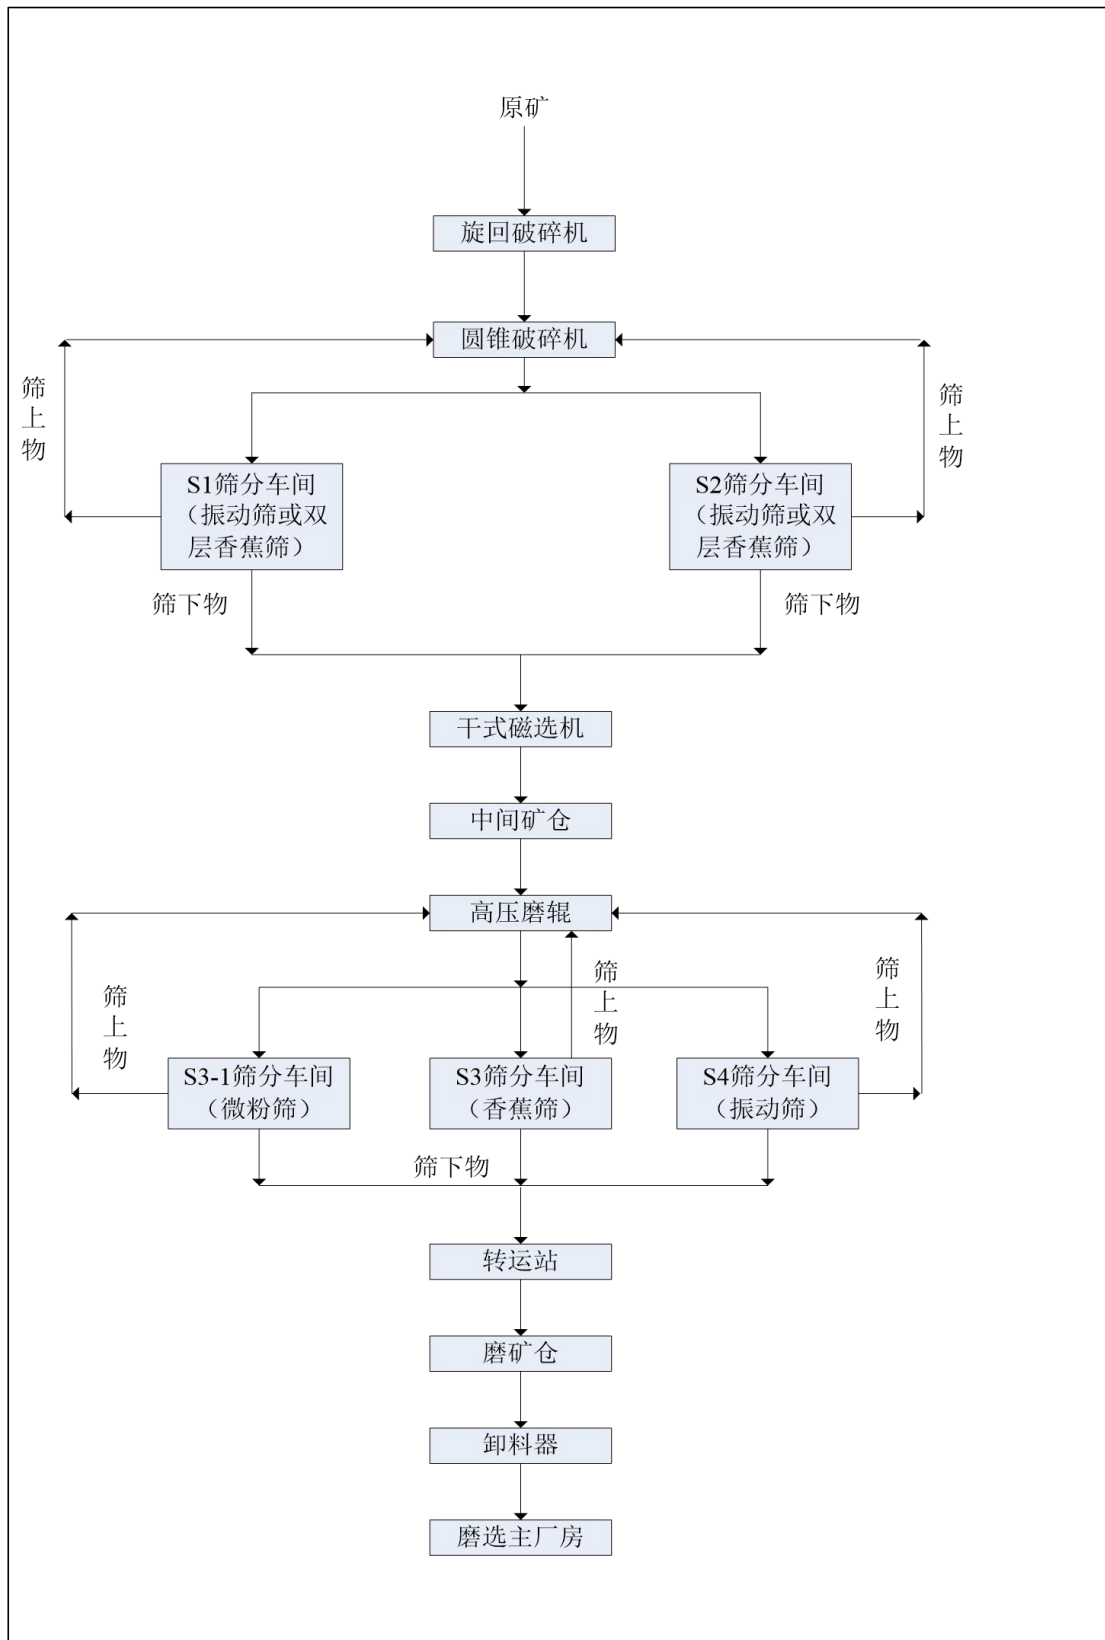 原矿
旋回破碎机
圆锥破碎机
筛上物
筛上物
S1筛分车间
（振动筛或双
层香蕉筛）
S2筛分车间
（振动筛或双
层香蕉筛）
筛下物
筛下物
干式磁选机
中间矿仓
高压磨辊
筛上物
筛上物
筛上物
S3-1筛分车间
（微粉筛）
S3筛分车间
（香蕉筛）
S4筛分车间
（振动筛）
筛下物
转运站
磨矿仓
卸料器
磨选主厂房